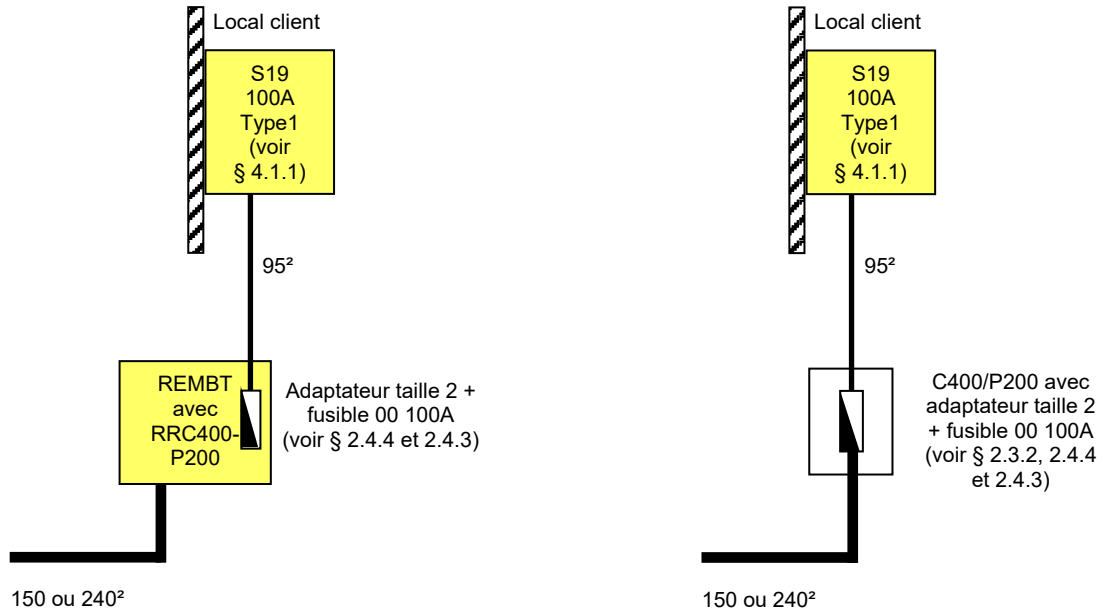 Local client
S19
100A
Type1
(voir
§ 4.1.1)
95²
REMBT
avec
RRC400-
P200
Adaptateur taille 2 +
fusible 00 100A
(voir § 2.4.4 et 2.4.3)
150 ou 240²
Local client
S19
100A
Type1
(voir
§ 4.1.1)
95²
C400/P200 avec
adaptateur taille 2
+ fusible 00 100A
(voir § 2.3.2, 2.4.4
et 2.4.3)
150 ou 240²